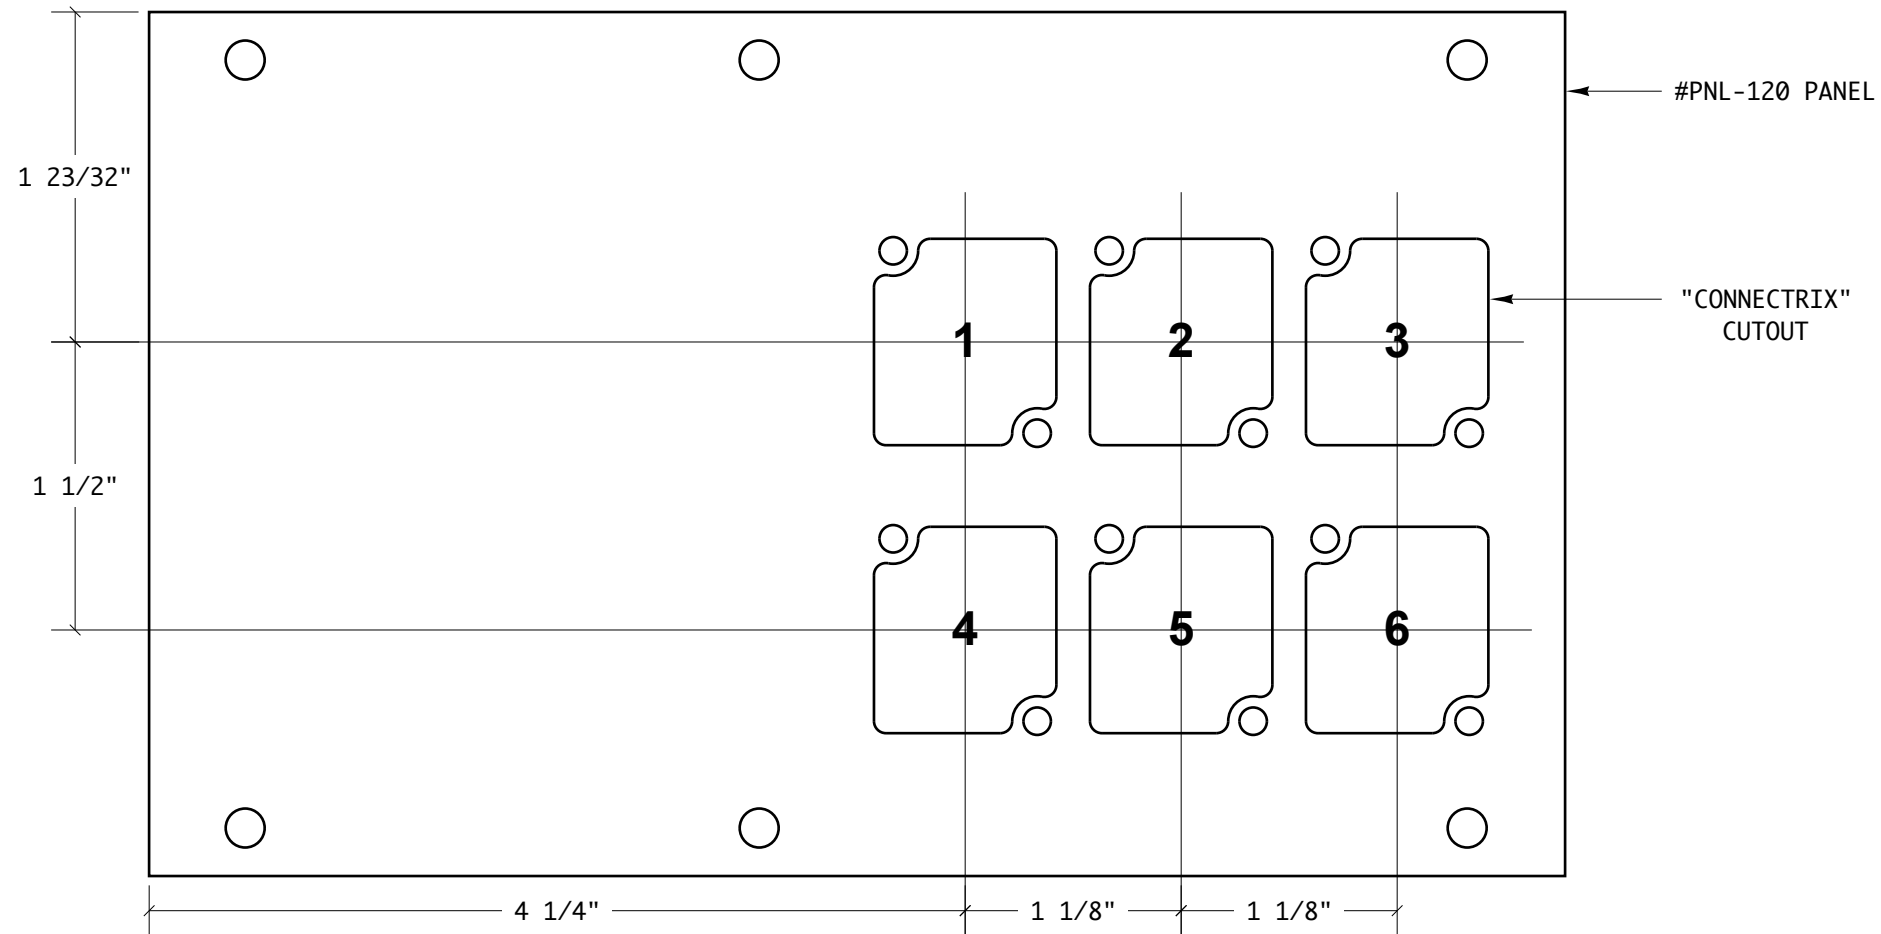 #PNL-120 PANEL
1 23/32"
"CONNECTRIX"
CUTOUT
1 2 3
1 1/2"
4 5 6
4 1/4" 1 1/8" 1 1/8"